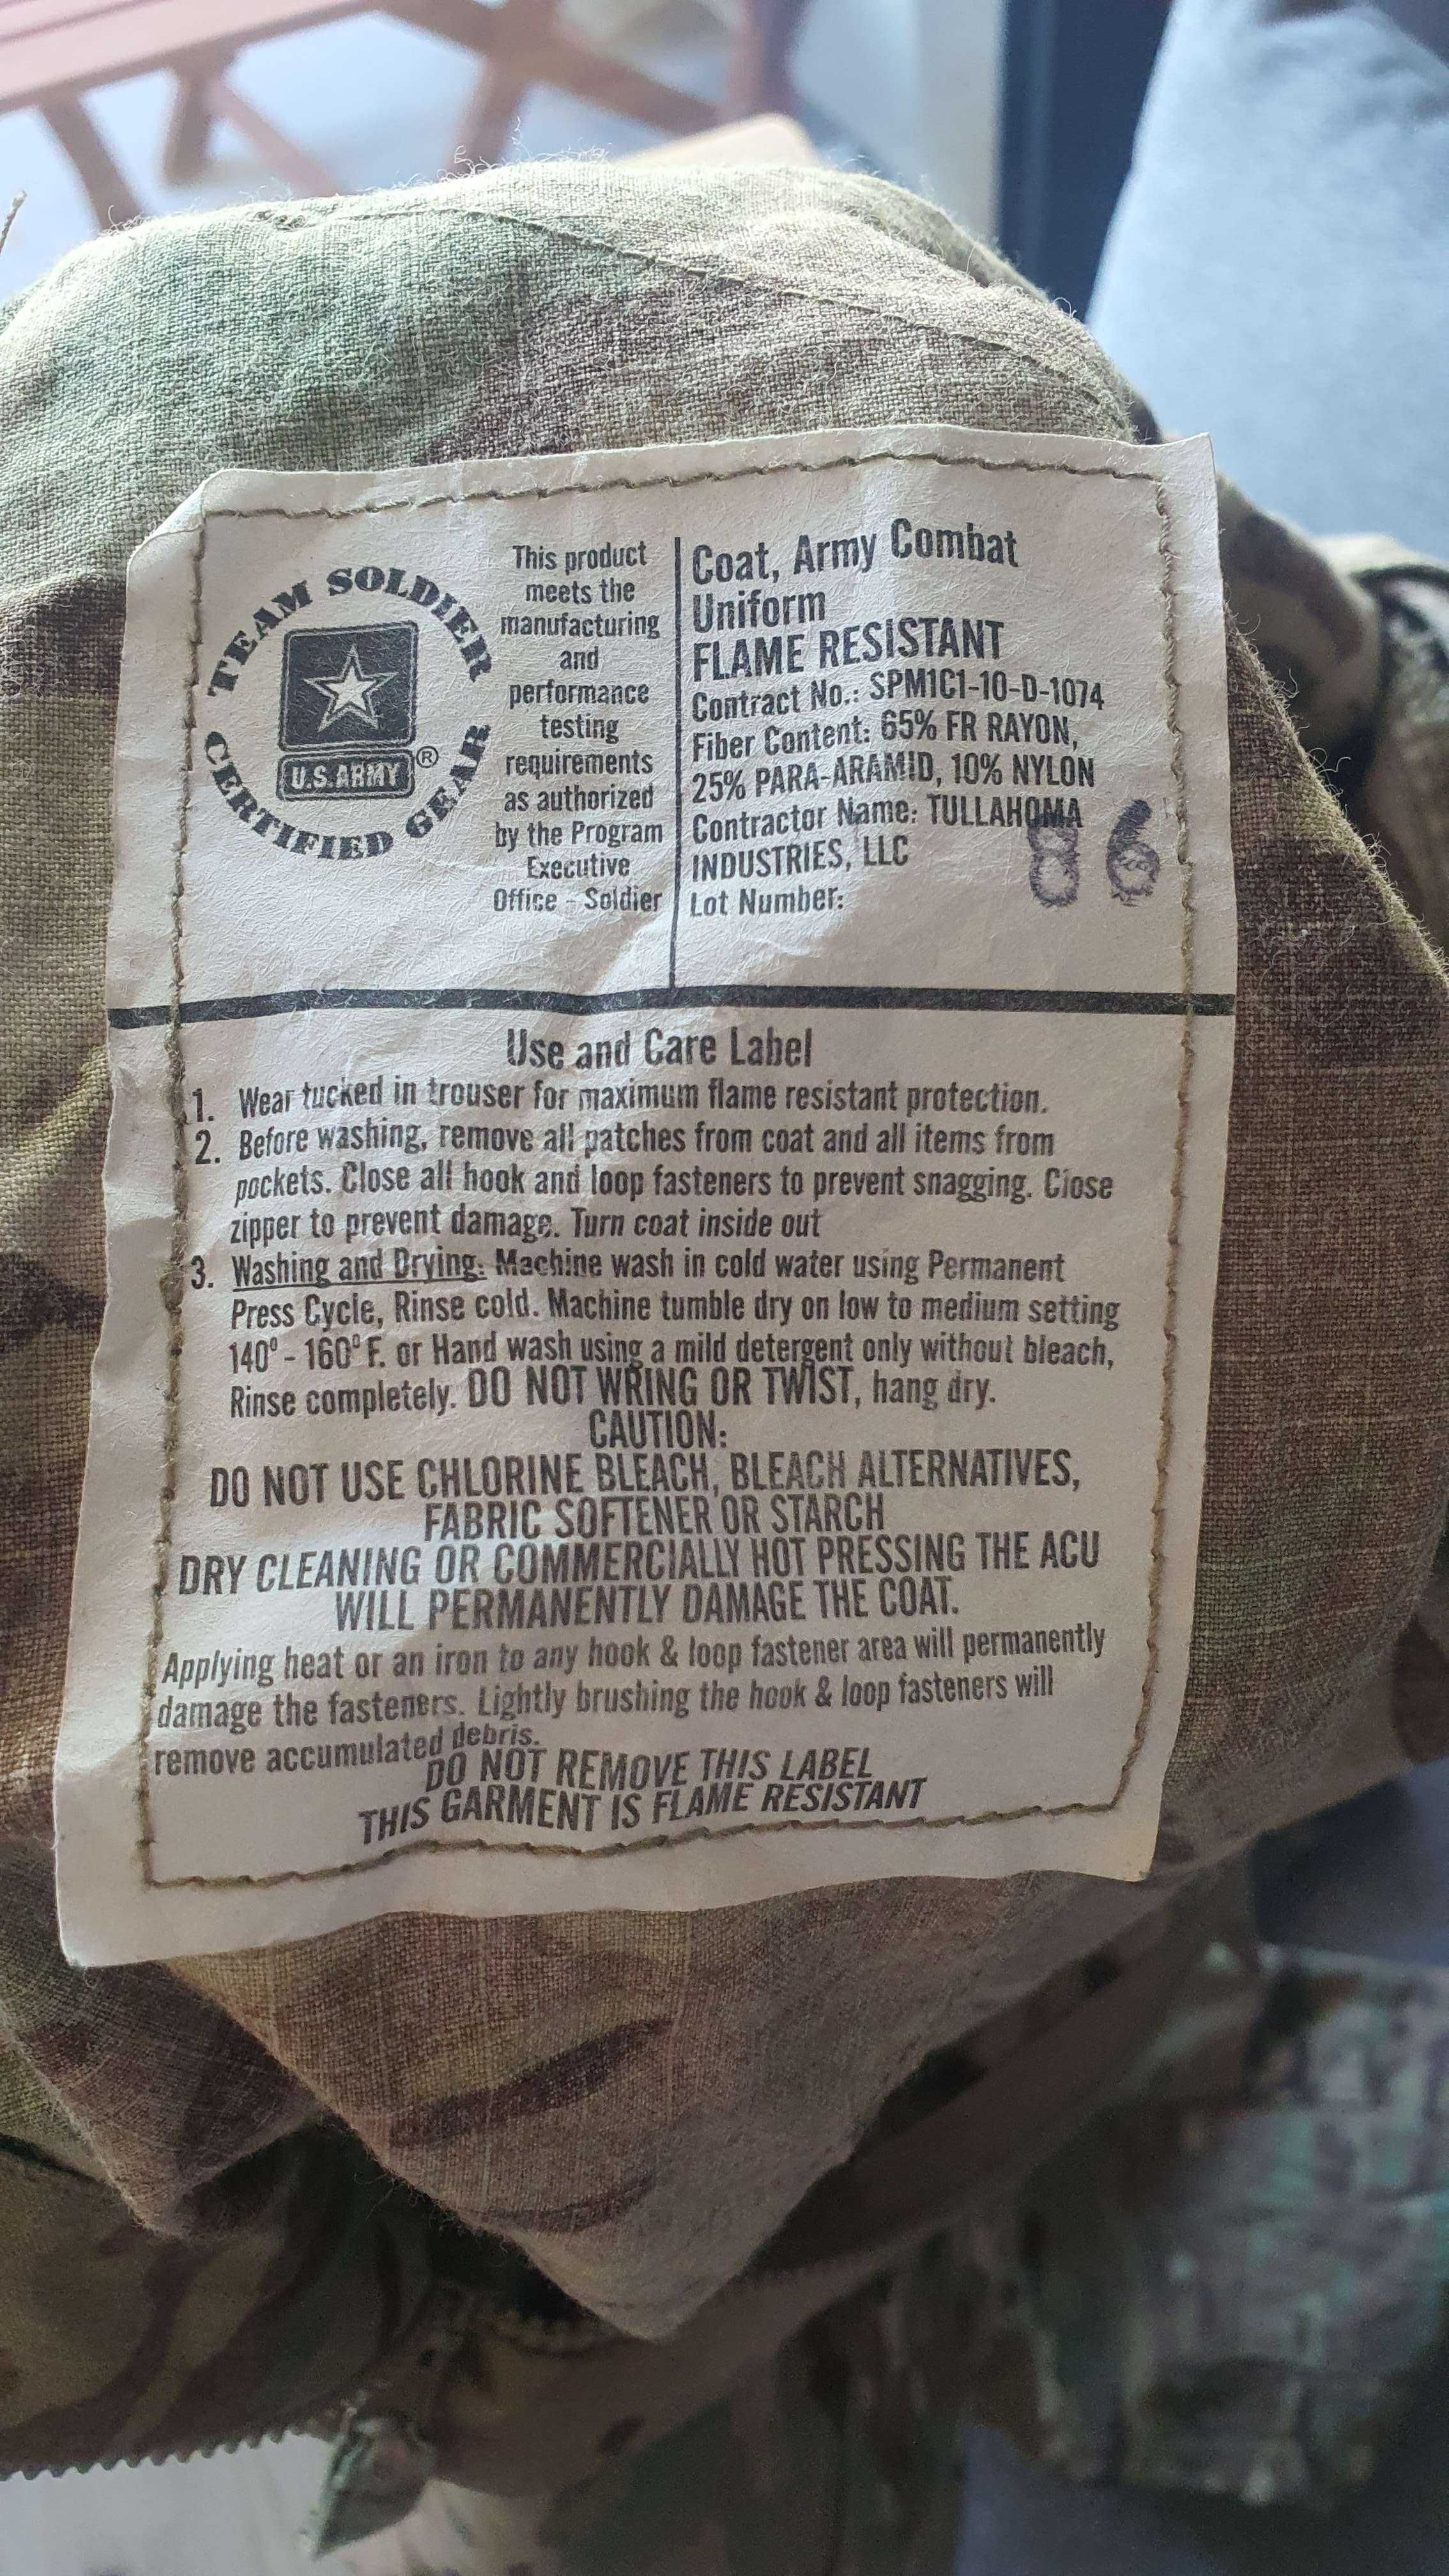 TEAM SOLDIER
CERTIFIED GEAR
U.S.ARMY®
This product
meets the
manufacturing
and
performance
testing
requirements
as authorized
by the Program
Executive
Office - Soldier
Coat, Army Combat
Uniform
FLAME RESISTANT
Contract No.: SPM1C1-10-D-1074
Fiber Content: 65% FR RAYON,
25% PARA-ARAMID, 10% NYLON
Contractor Name: TULLAHOMA
INDUSTRIES, LLC
86
Lot Number:
Use and Care Label
1. Wear tucked in trouser for maximum flame resistant protection.
2. Before washing, remove all patches from coat and all items from
pockets. Close all hook and loop fasteners to prevent snagging. Close
zipper to prevent damage. Turn coat inside out
3. Washing and Drying: Machine wash in cold water using Permanent
Press Cycle, Rinse cold. Machine tumble dry on low to medium setting
140° - 160° F. or Hand wash using a mild detergent only without bleach,
Rinse completely. DO NOT WRING OR TWIST, hang dry.
CAUTION:
DO NOT USE CHLORINE BLEACH, BLEACH ALTERNATIVES,
FABRIC SOFTENER OR STARCH
DRY CLEANING OR COMMERCIALLY HOT PRESSING THE ACU
WILL PERMANENTLY DAMAGE THE COAT.
Applying heat or an iron to any hook & loop fastener area will permanently
damage the fasteners. Lightly brushing the hook & loop fasteners will
remove accumulated debris.
DO NOT REMOVE THIS LABEL
THIS GARMENT IS FLAME RESISTANT